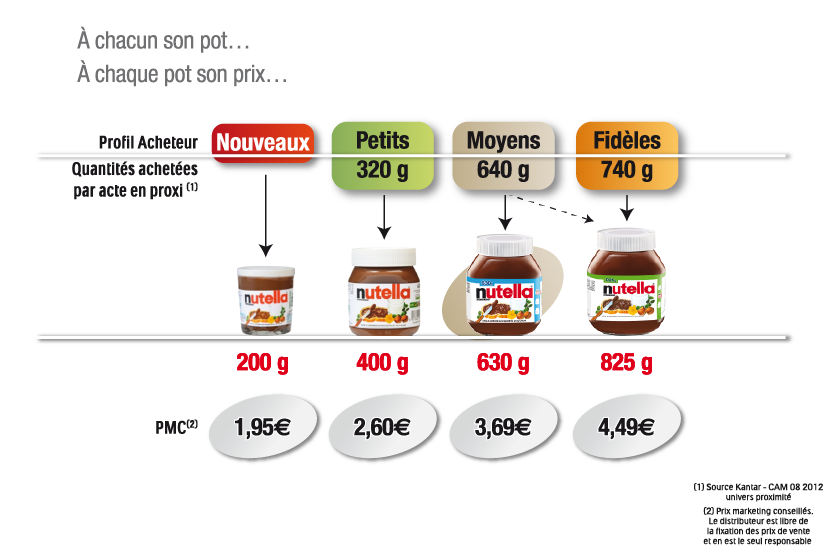 À chacun son pot...
À chaque pot son prix...
Profil Acheteur Nouveaux Petits Moyens Fidèles
Quantités achetées 320 g 640 g 740 g
par acte en proxi (1)
nutella nutella nutella nutella
200 g 400 g 630 g 825 g
PMC(2) 1,95€ 2,60€ 3,69€ 4,49€
(1) Source Kantar - CAM 08 2012
univers proximité
(2) Prix marketing conseillés.
Le distributeur est libre de
la fixation des prix de vente
et en est le seul responsable